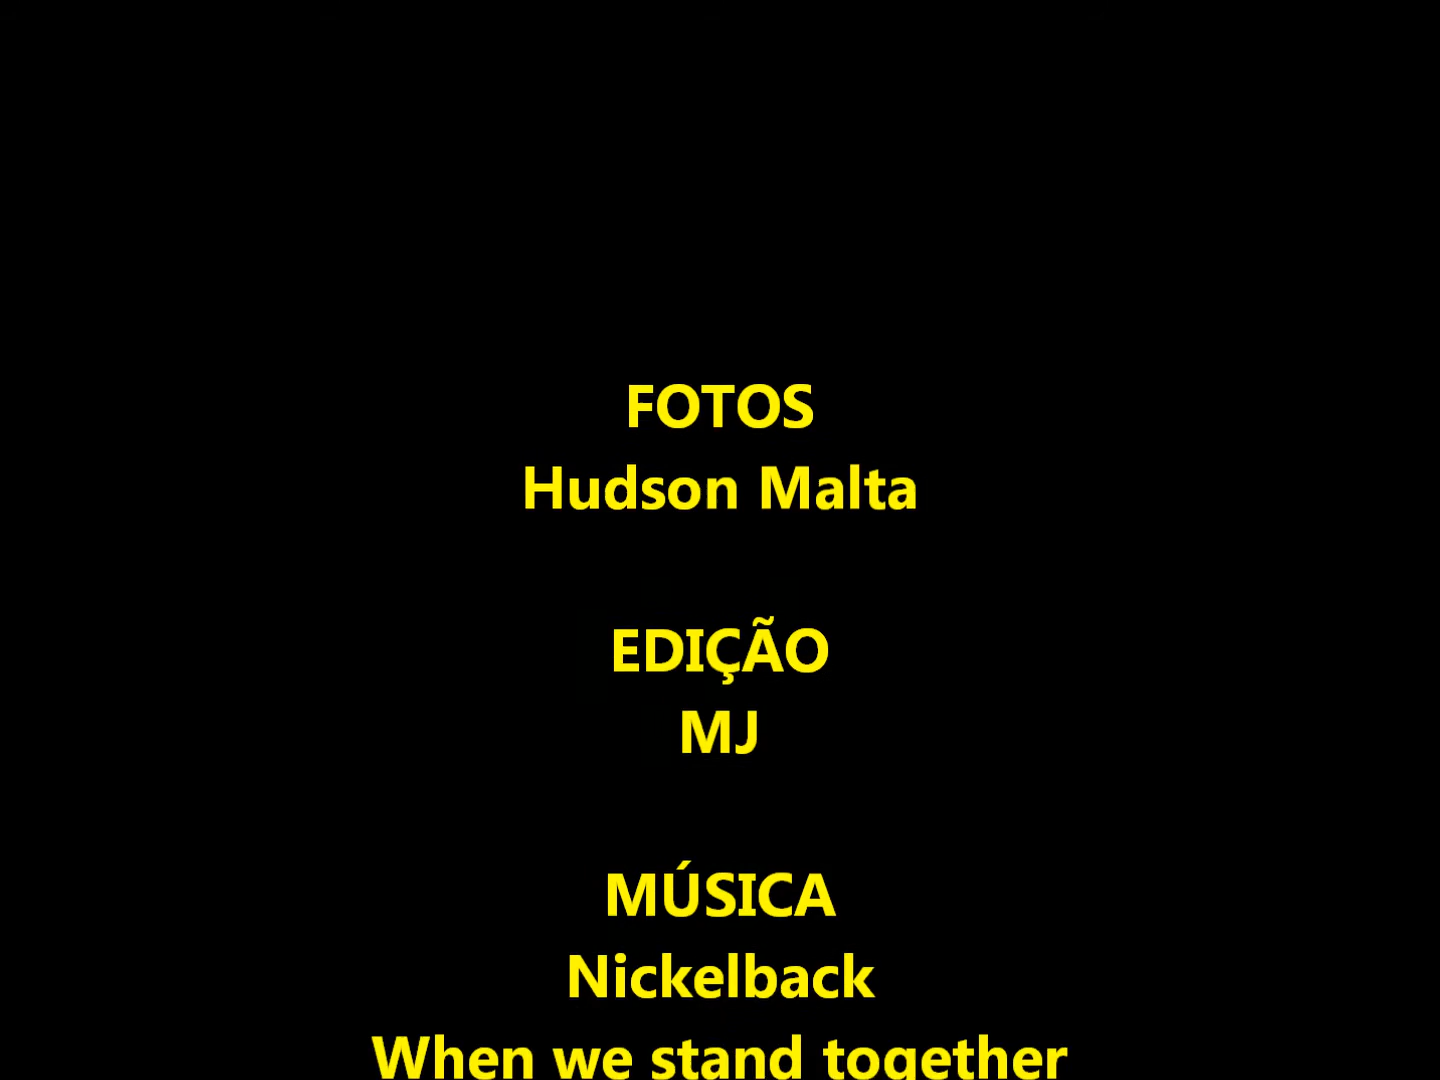 FOTOS
Hudson Malta
EDIÇÃO
MJ
MÚSICA
Nickelback
When we stand together